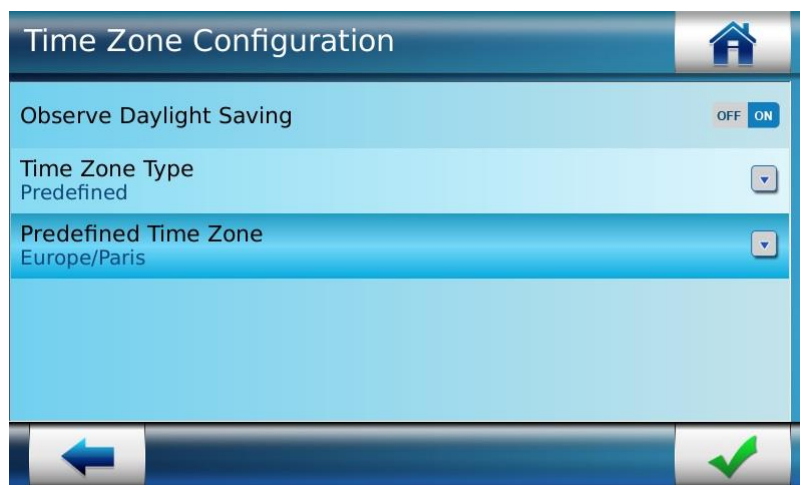 Time Zone Configuration
Observe Daylight Saving
OFF ON
Time Zone Type
Predefined
Predefined Time Zone
Europe/Paris